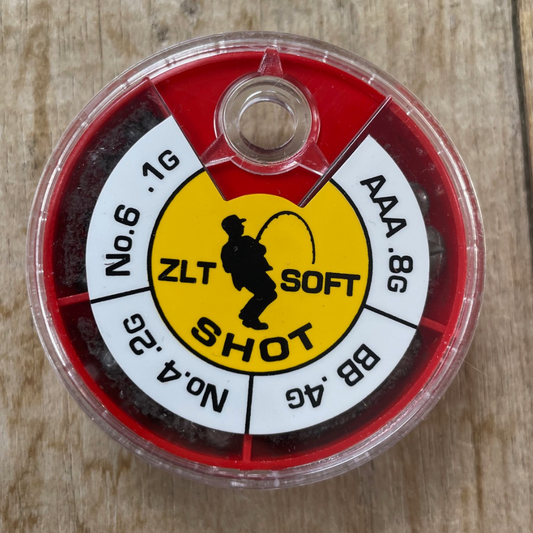 No.6 .1G
No.4 .2G
BB .4G
AAA .8G
ZLT SOFT
SHOT